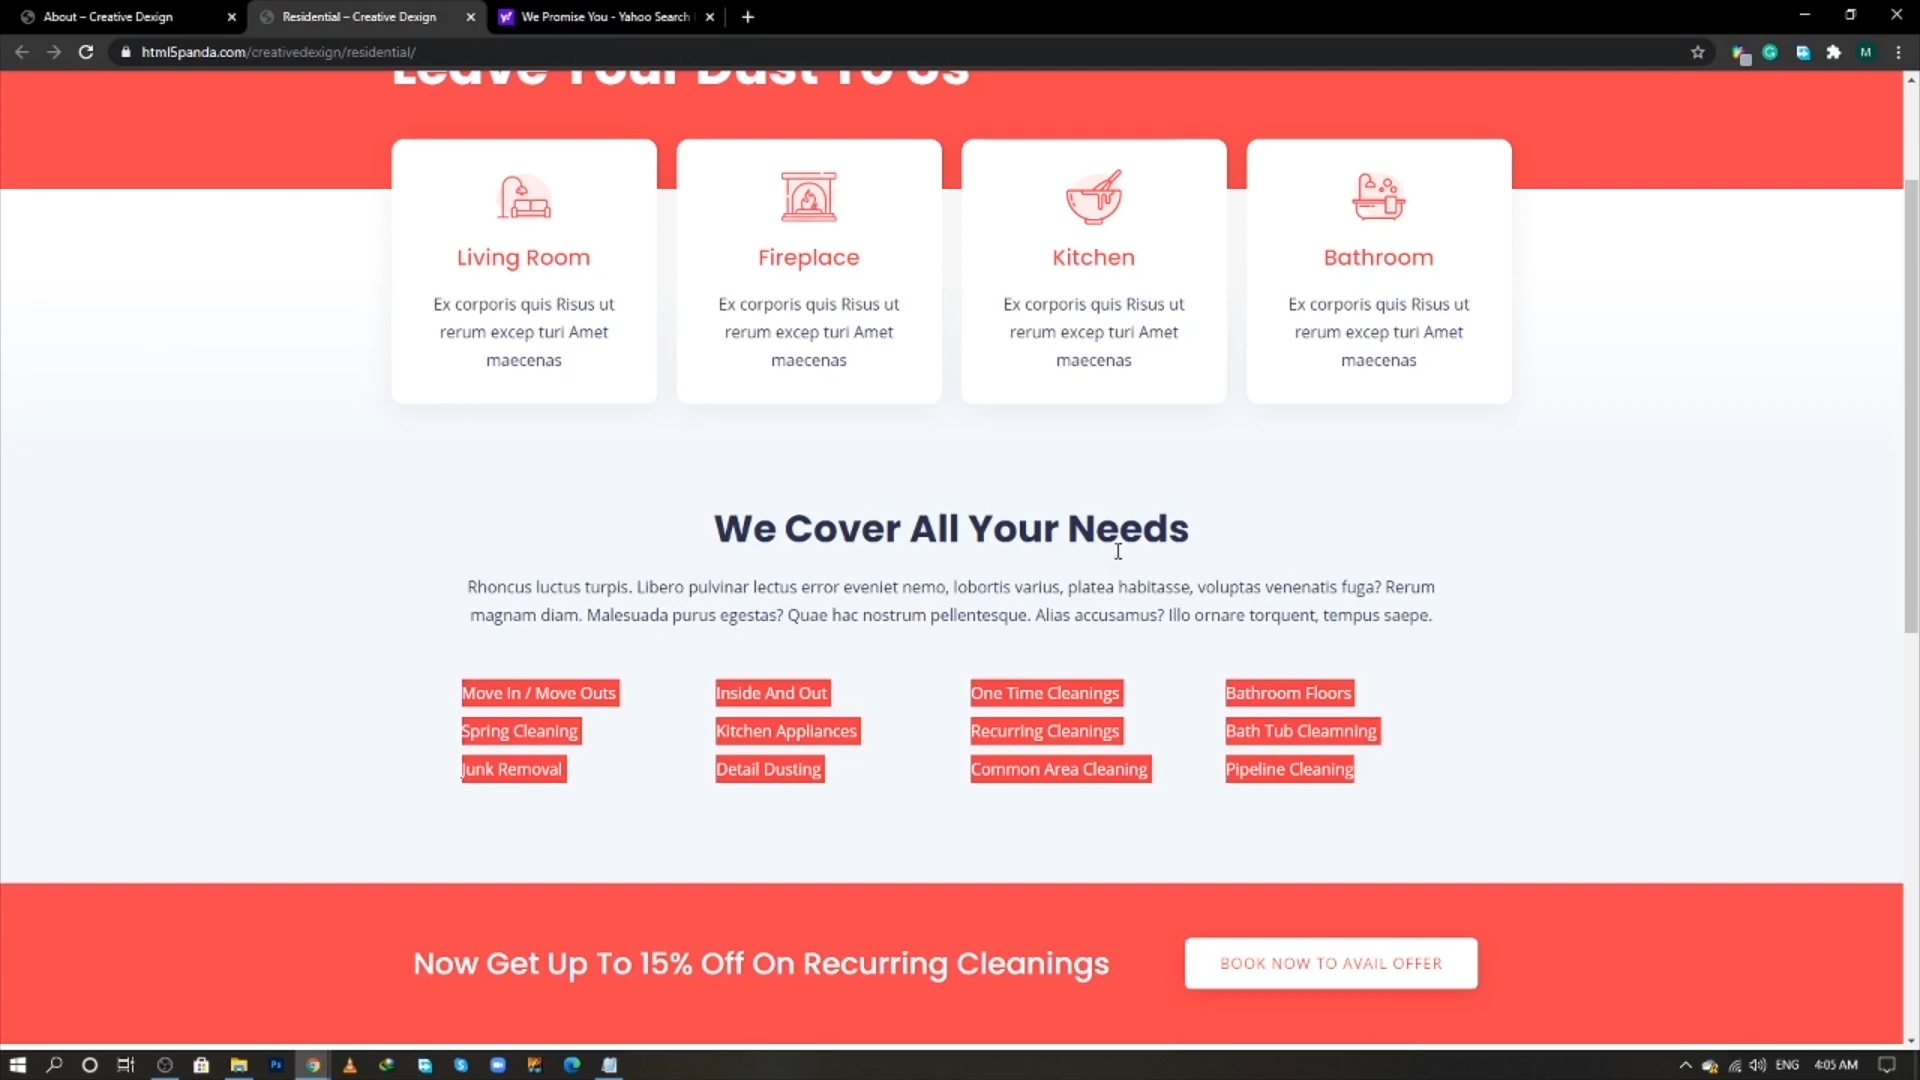 About – Creative Dexign
Residential – Creative Dexign
We Promise You - Yahoo Search
html5panda.com/creativedexign/residential/
M
Leave Your Dust To Us
Living Room
Ex corporis quis Risus ut
rerum excep turi Amet
maecenas
Fireplace
Ex corporis quis Risus ut
rerum excep turi Amet
maecenas
Kitchen
Ex corporis quis Risus ut
rerum excep turi Amet
maecenas
Bathroom
Ex corporis quis Risus ut
rerum excep turi Amet
maecenas
We Cover All Your Needs
Rhoncus luctus turpis. Libero pulvinar lectus error eveniet nemo, lobortis varius, platea habitasse, voluptas venenatis fuga? Rerum
magnam diam. Malesuada purus egestas? Quae hac nostrum pellentesque. Alias accusamus? Illo ornare torquent, tempus saepe.
Move In / Move Outs
Spring Cleaning
Junk Removal
Inside And Out
Kitchen Appliances
Detail Dusting
One Time Cleanings
Recurring Cleanings
Common Area Cleaning
Bathroom Floors
Bath Tub Cleamning
Pipeline Cleaning
Now Get Up To 15% Off On Recurring Cleanings
BOOK NOW TO AVAIL OFFER
ENG
4:05 AM